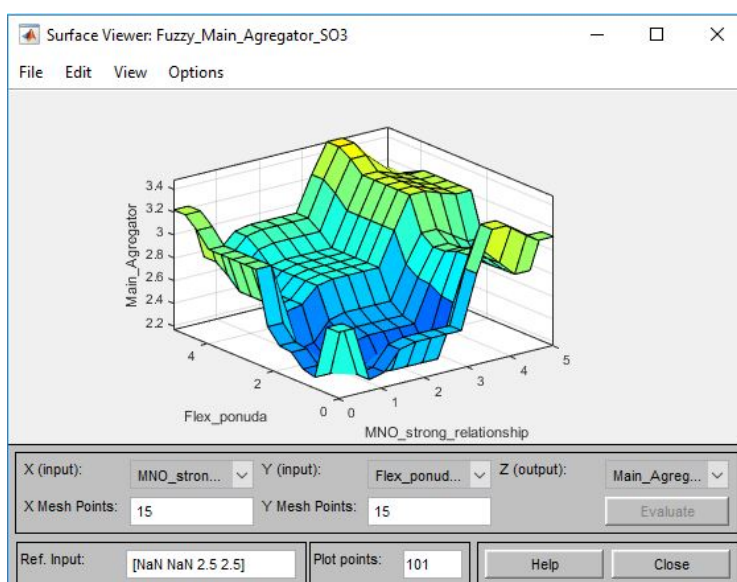 Surface Viewer: Fuzzy_Main_Agregator_SO3
File Edit View Options
3.4
3.2
3
2.8
2.6
2.4
2.2
Main_Agregator
4
2
0
Flex_ponuda
0
1
2
3
4
5
MNO_strong_relationship
X (input): MNO_stron... Y (input): Flex_ponud... Z (output): Main_Agreg...
X Mesh Points: 15 Y Mesh Points: 15 Evaluate
Ref. Input: [NaN NaN 2.5 2.5] Plot points: 101 Help Close